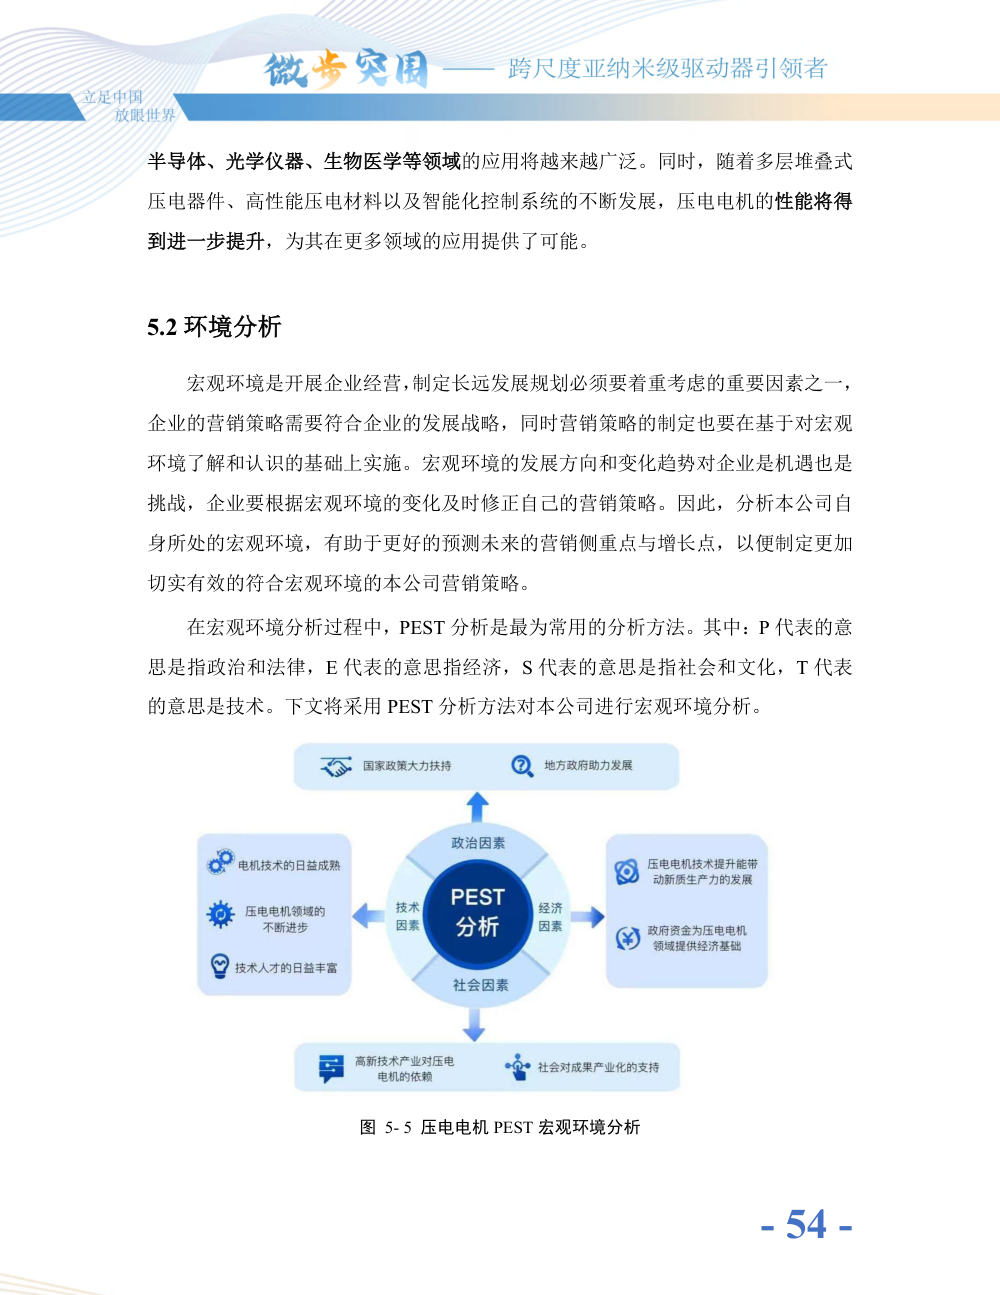 微步突围 —— 跨尺度亚纳米级驱动器引领者
立足中国
放眼世界
半导体、光学仪器、生物医学等领域的应用将越来越广泛。同时，随着多层堆叠式
压电器件、高性能压电材料以及智能化控制系统的不断发展，压电电机的性能将得
到进一步提升，为其在更多领域的应用提供了可能。
5.2 环境分析
宏观环境是开展企业经营，制定长远发展规划必须要着重考虑的重要因素之一，
企业的营销策略需要符合企业的发展战略，同时营销策略的制定也要在基于对宏观
环境了解和认识的基础上实施。宏观环境的发展方向和变化趋势对企业是机遇也是
挑战，企业要根据宏观环境的变化及时修正自己的营销策略。因此，分析本公司自
身所处的宏观环境，有助于更好的预测未来的营销侧重点与增长点，以便制定更加
切实有效的符合宏观环境的本公司营销策略。
在宏观环境分析过程中，PEST 分析是最为常用的分析方法。其中：P 代表的意
思是指政治和法律，E 代表的意思指经济，S 代表的意思是指社会和文化，T 代表
的意思是技术。下文将采用 PEST 分析方法对本公司进行宏观环境分析。
国家政策大力扶持
地方政府助力发展
政治因素
电机技术的日益成熟
压电电机领域的
不断进步
技术人才的日益丰富
技术
因素
PEST
分析
经济
因素
压电电机技术提升能带
动新质生产力的发展
政府资金为压电电机
领域提供经济基础
社会因素
高新技术产业对压电
电机的依赖
社会对成果产业化的支持
图 5- 5 压电电机 PEST 宏观环境分析
- 54 -